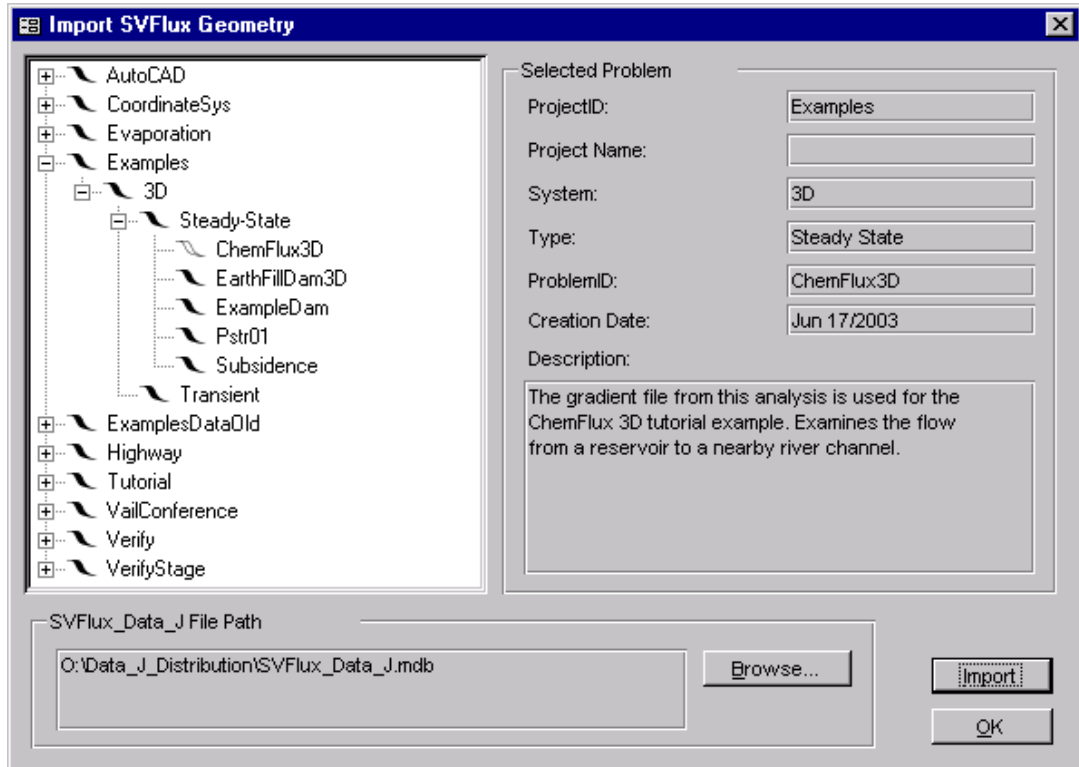 Import SVFlux Geometry
AutoCAD
CoordinateSys
Evaporation
Examples
3D
Steady-State
ChemFlux3D
EarthFillDam3D
ExampleDam
Pstr01
Subsidence
Transient
ExamplesDataOld
Highway
Tutorial
VailConference
Verify
VerifyStage
Selected Problem
ProjectID: Examples
Project Name:
System: 3D
Type: Steady State
ProblemID: ChemFlux3D
Creation Date: Jun 17/2003
Description:
The gradient file from this analysis is used for the
ChemFlux 3D tutorial example. Examines the flow
from a reservoir to a nearby river channel.
SVFlux_Data_J File Path
O:\Data_J_Distribution\SVFlux_Data_J.mdb
Browse...
Import
OK